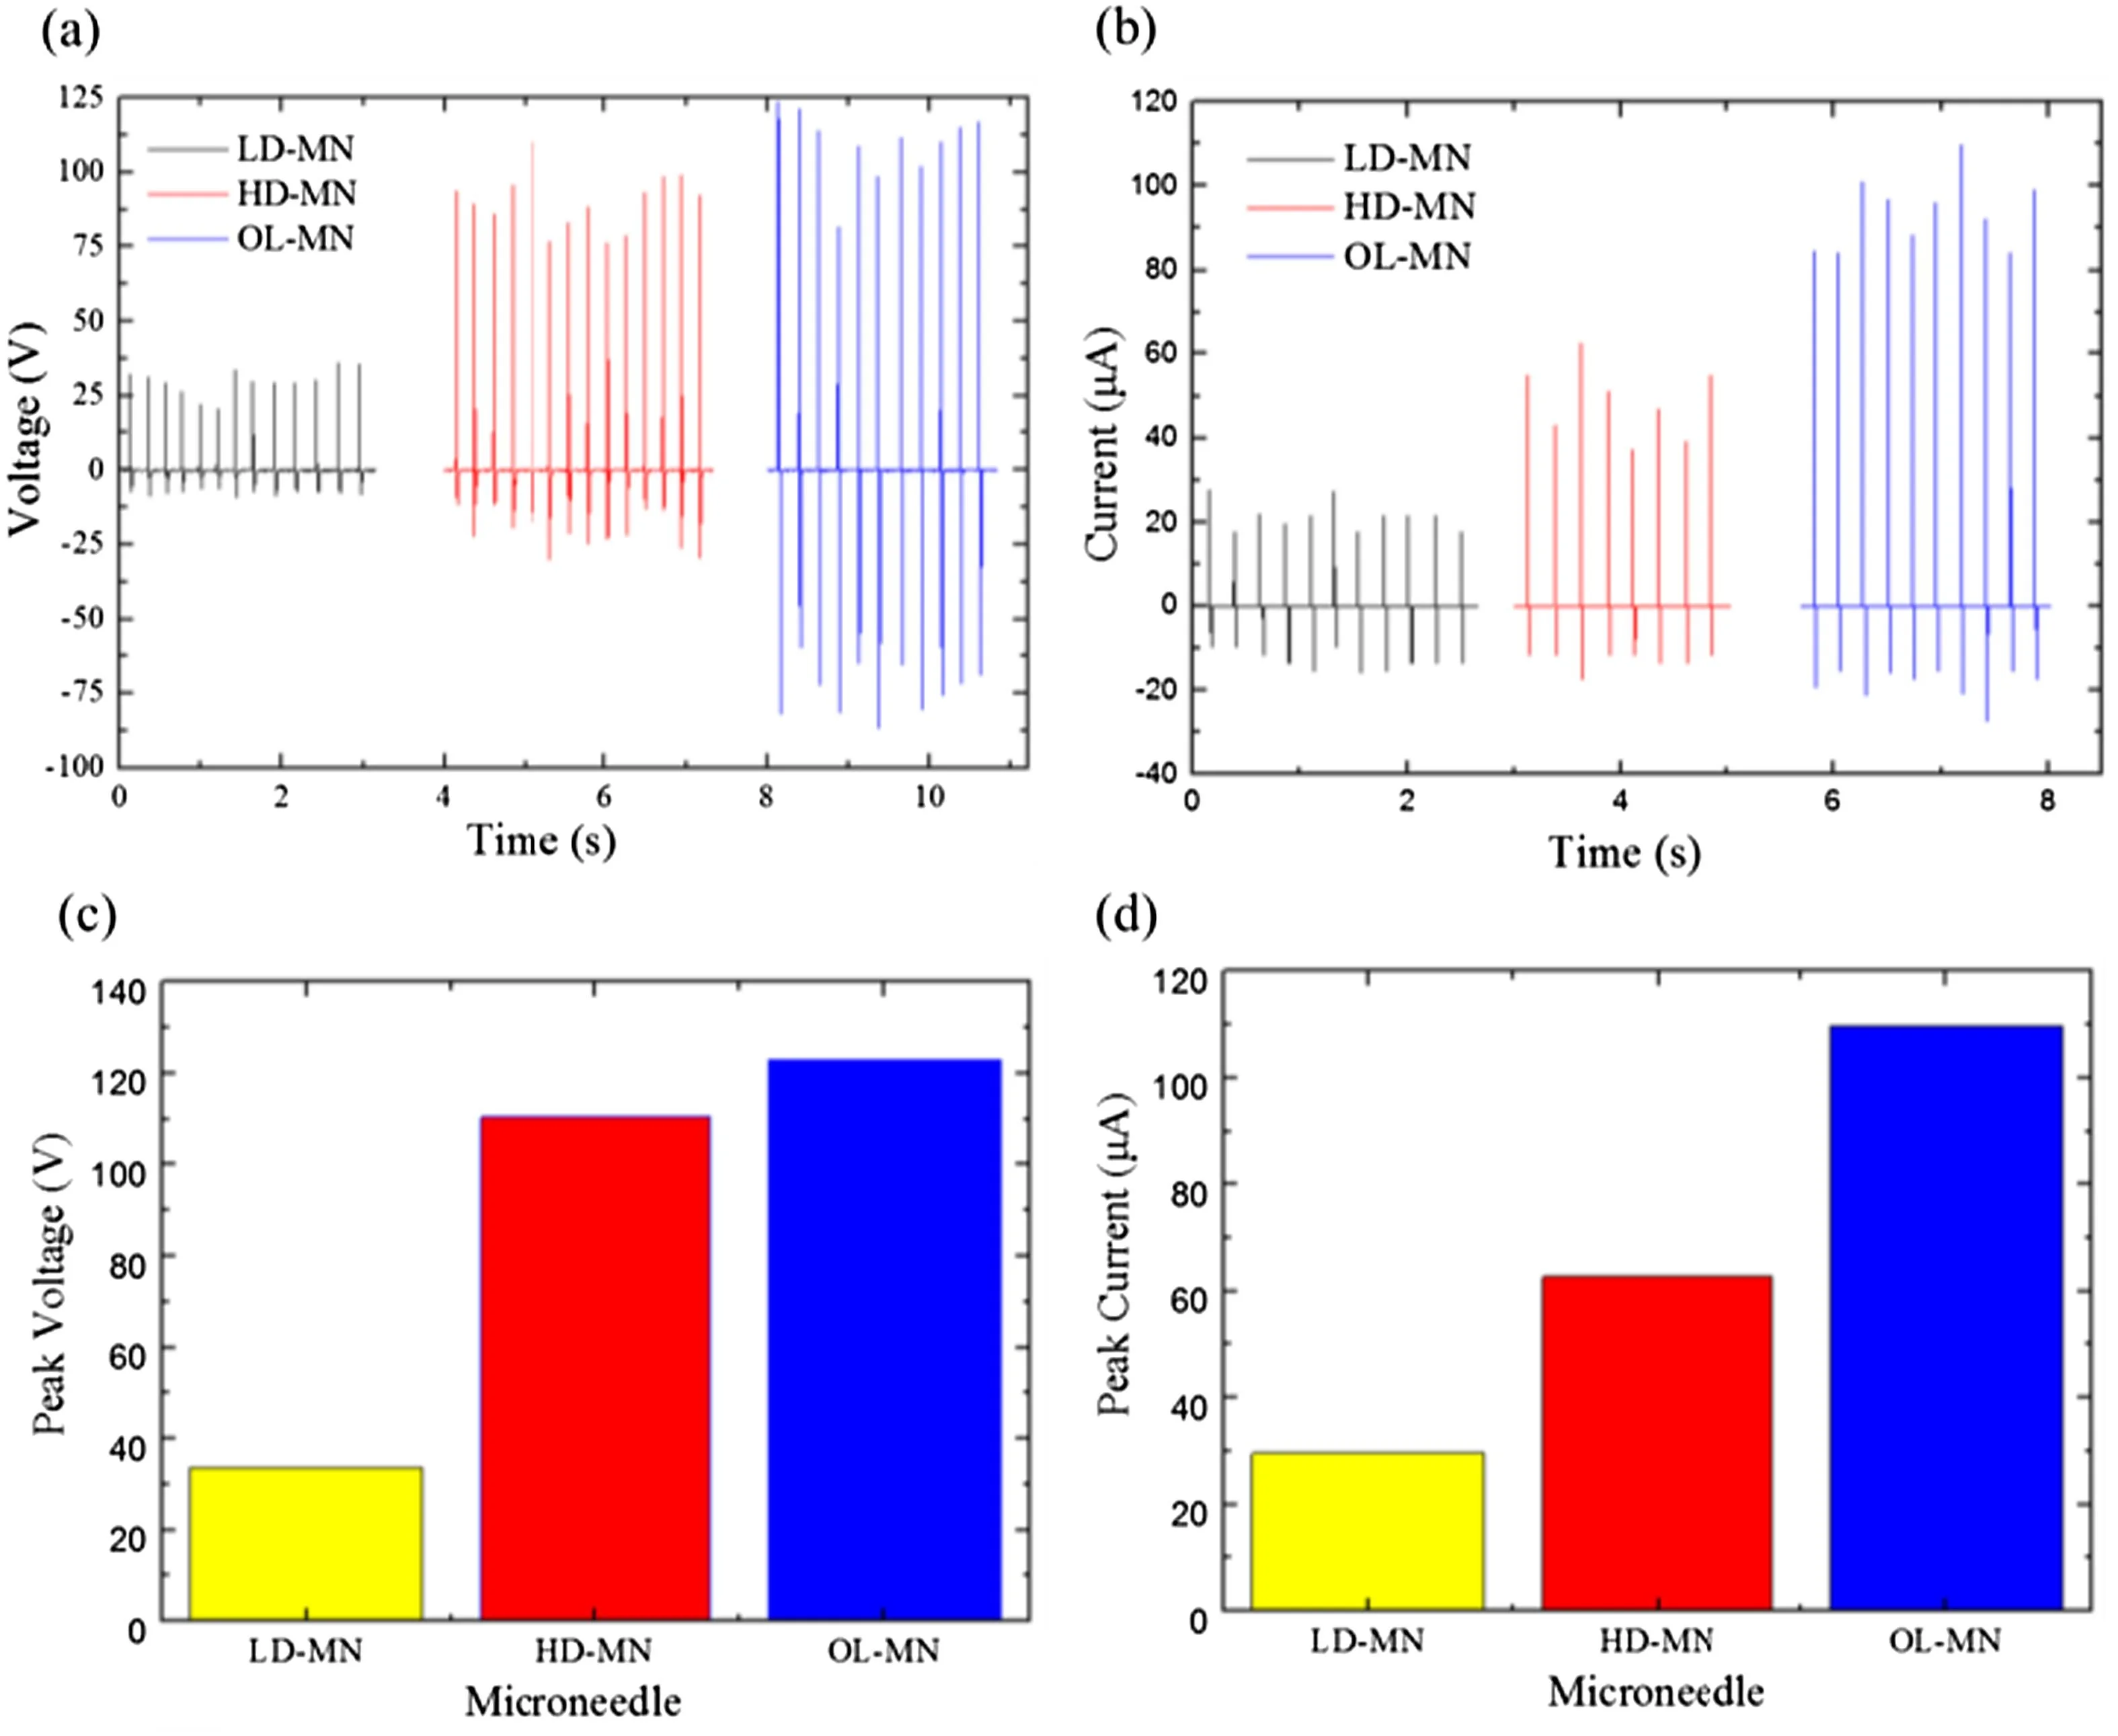 (a)
125
100
75
50
25
0
-25
-50
-75
-100
Voltage (V)
LD-MN
HD-MN
OL-MN
0 2 4 6 8 10
Time (s)
(b)
120
100
80
60
40
20
0
-20
-40
Current (μA)
LD-MN
HD-MN
OL-MN
0 2 4 6 8
Time (s)
(c)
140
120
100
80
60
40
20
0
Peak Voltage (V)
LD-MN HD-MN OL-MN
Microneedle
(d)
120
100
80
60
40
20
0
Peak Current (μA)
LD-MN HD-MN OL-MN
Microneedle